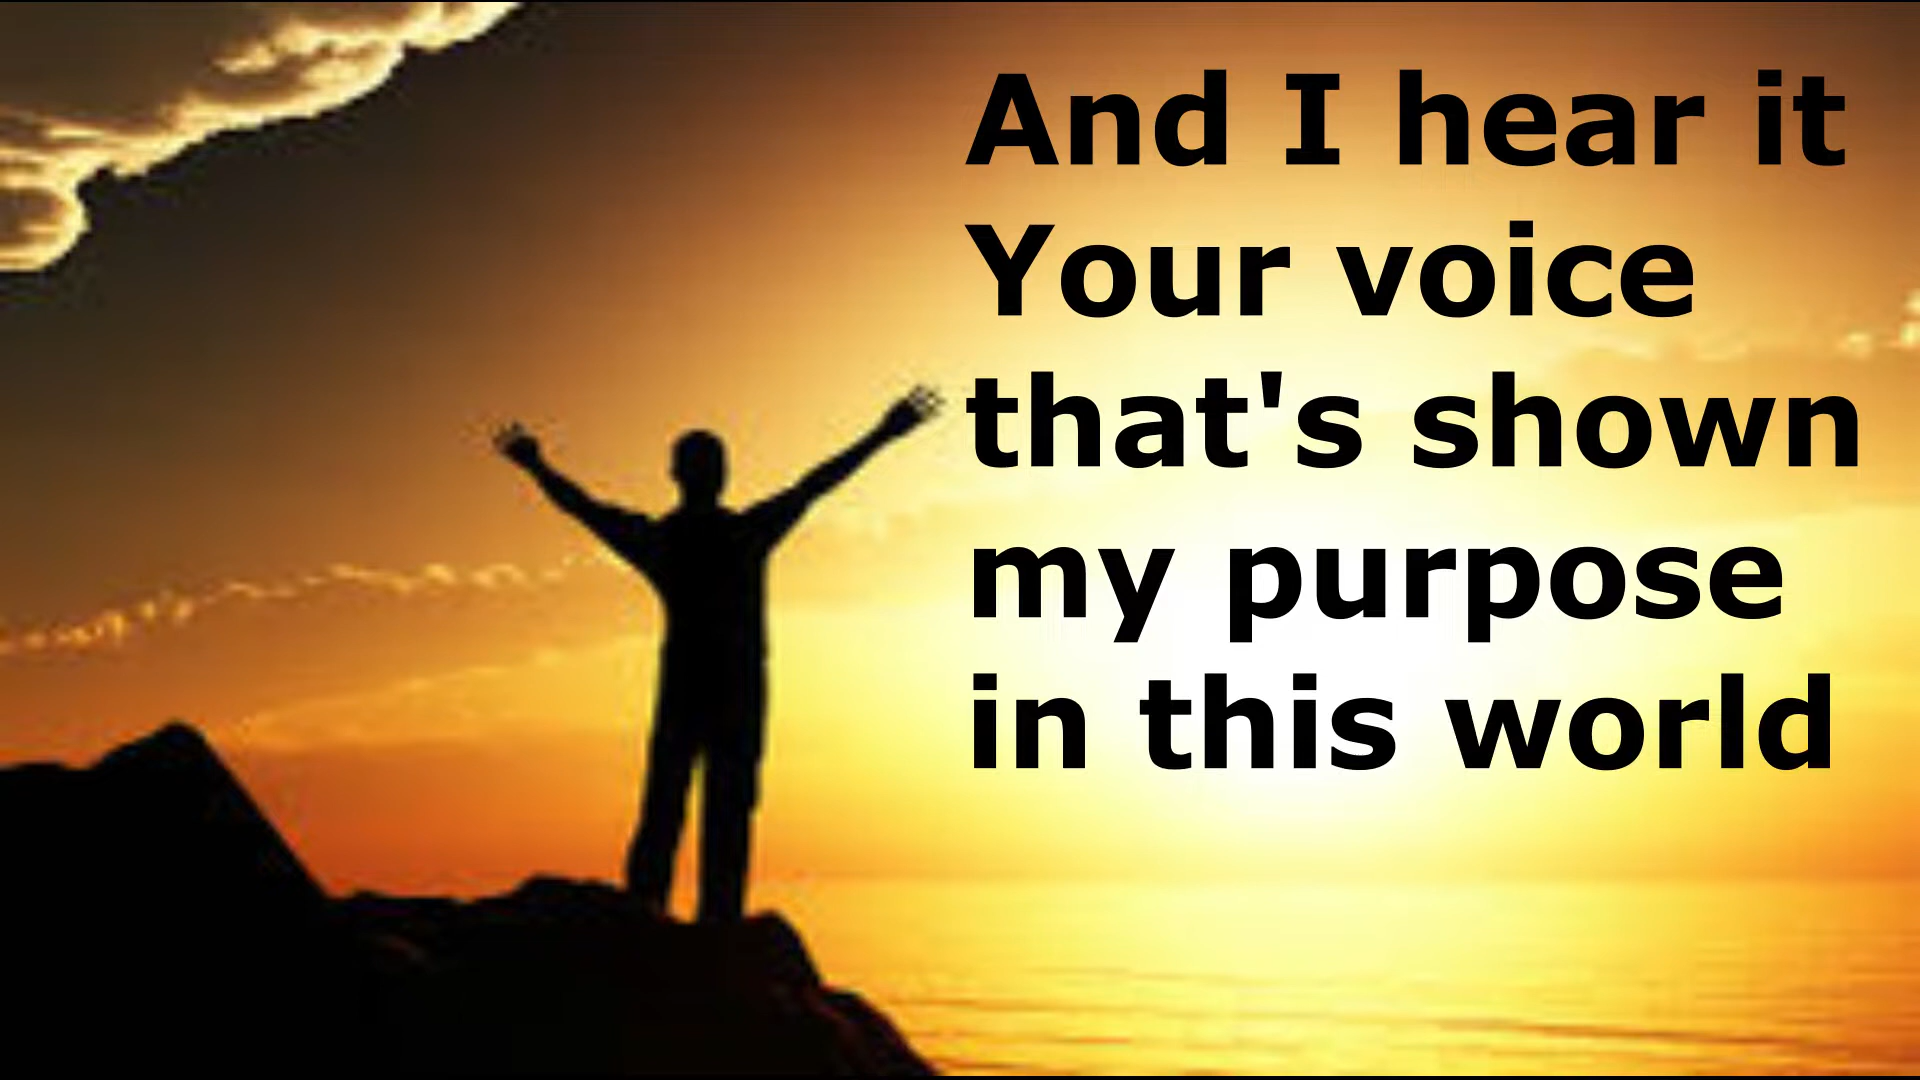 And I hear it
Your voice
that's shown
my purpose
in this world